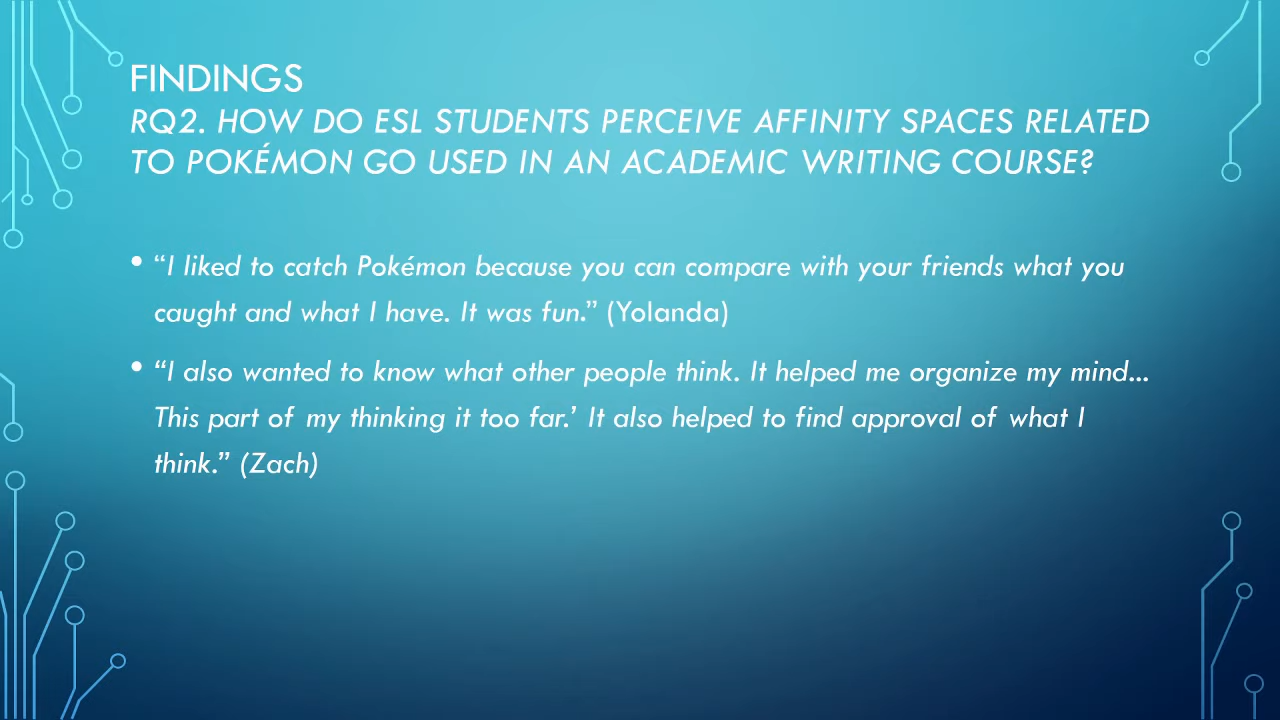 FINDINGS
RQ2. HOW DO ESL STUDENTS PERCEIVE AFFINITY SPACES RELATED
TO POKÉMON GO USED IN AN ACADEMIC WRITING COURSE?
• “I liked to catch Pokémon because you can compare with your friends what you
caught and what I have. It was fun.” (Yolanda)
• “I also wanted to know what other people think. It helped me organize my mind...
This part of my thinking it too far.’ It also helped to find approval of what I
think.” (Zach)